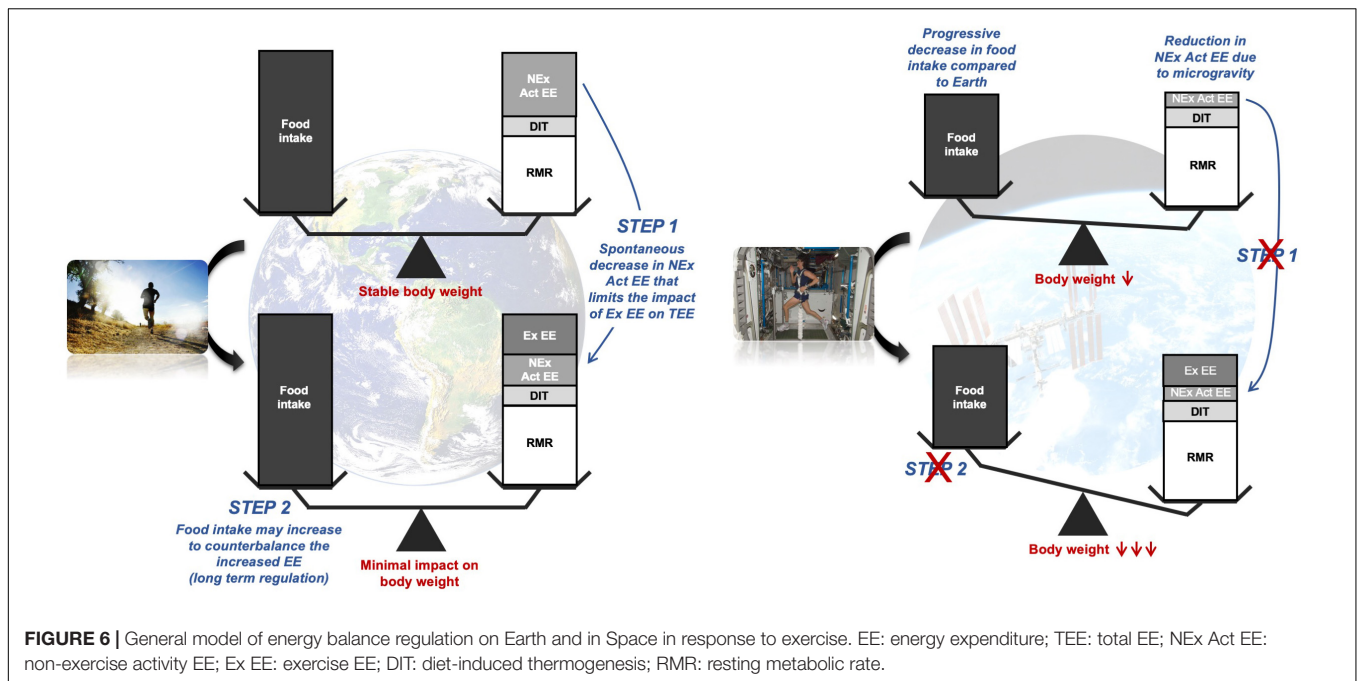 NEx
Act EE
DIT
RMR
Food
intake
STEP 1
Spontaneous
decrease in NEx
Act EE that
limits the impact
of Ex EE on TEE
Stable body weight
Ex EE
NEx
Act EE
DIT
RMR
Food
intake
STEP 2
Food intake may increase
to counterbalance the
increased EE
(long term regulation)
Minimal impact on
body weight
Progressive
decrease in food
intake compared
to Earth
Reduction in
NEx Act EE due
to microgravity
NEx Act EE
DIT
RMR
Food
intake
STEP 1
Body weight ↓
Ex EE
NEx Act EE
DIT
RMR
Food
intake
STEP 2
Body weight ↓ ↓ ↓
FIGURE 6 | General model of energy balance regulation on Earth and in Space in response to exercise. EE: energy expenditure; TEE: total EE; NEx Act EE:
non-exercise activity EE; Ex EE: exercise EE; DIT: diet-induced thermogenesis; RMR: resting metabolic rate.